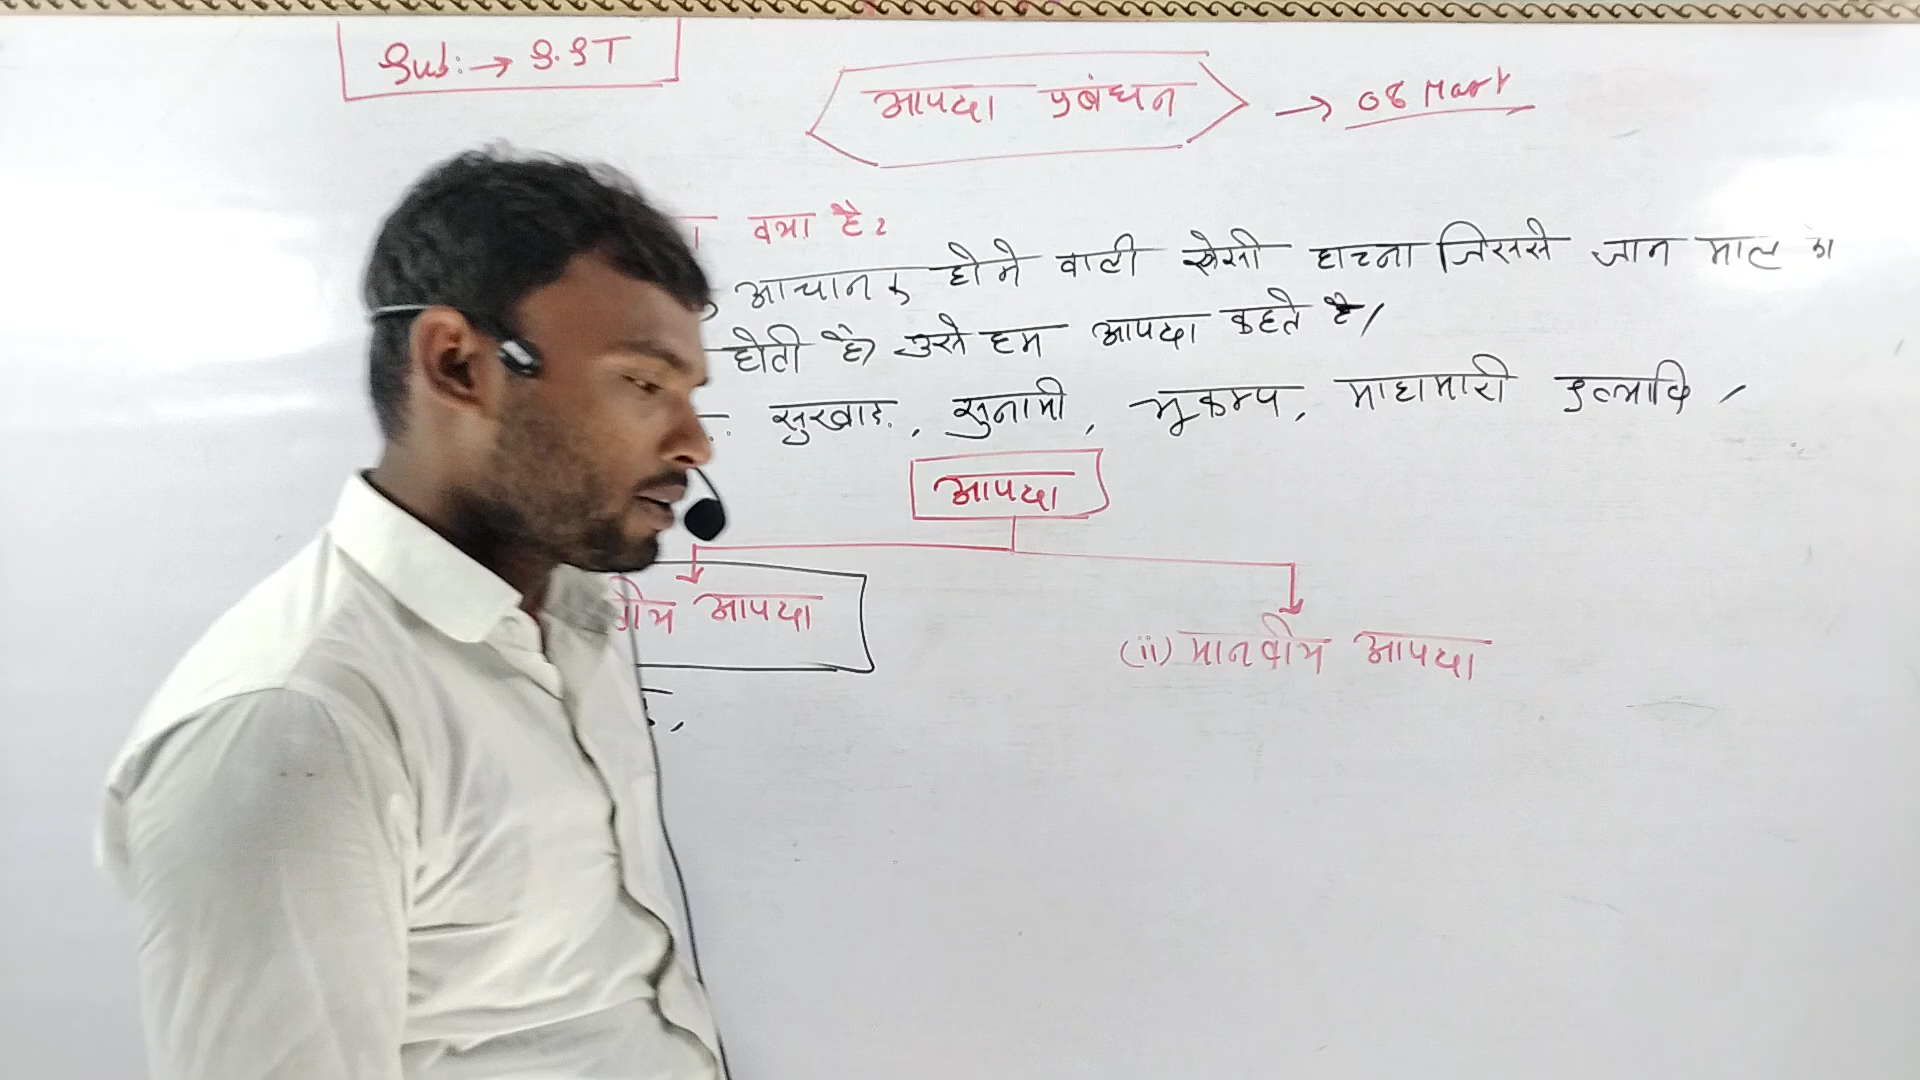 Sub:→ S.ST
आपदा प्रबंधन → 08 Mark
क्या है?
आचानक होने वाली ऐसी घटना जिससे जान माल का
होती है, उसे हम आपदा कहते है/
सुखाड़, सुनामी, भूकम्प, माहामारी इत्यादि,
आपदा
आपदा
(ii) मानवीय आपदा